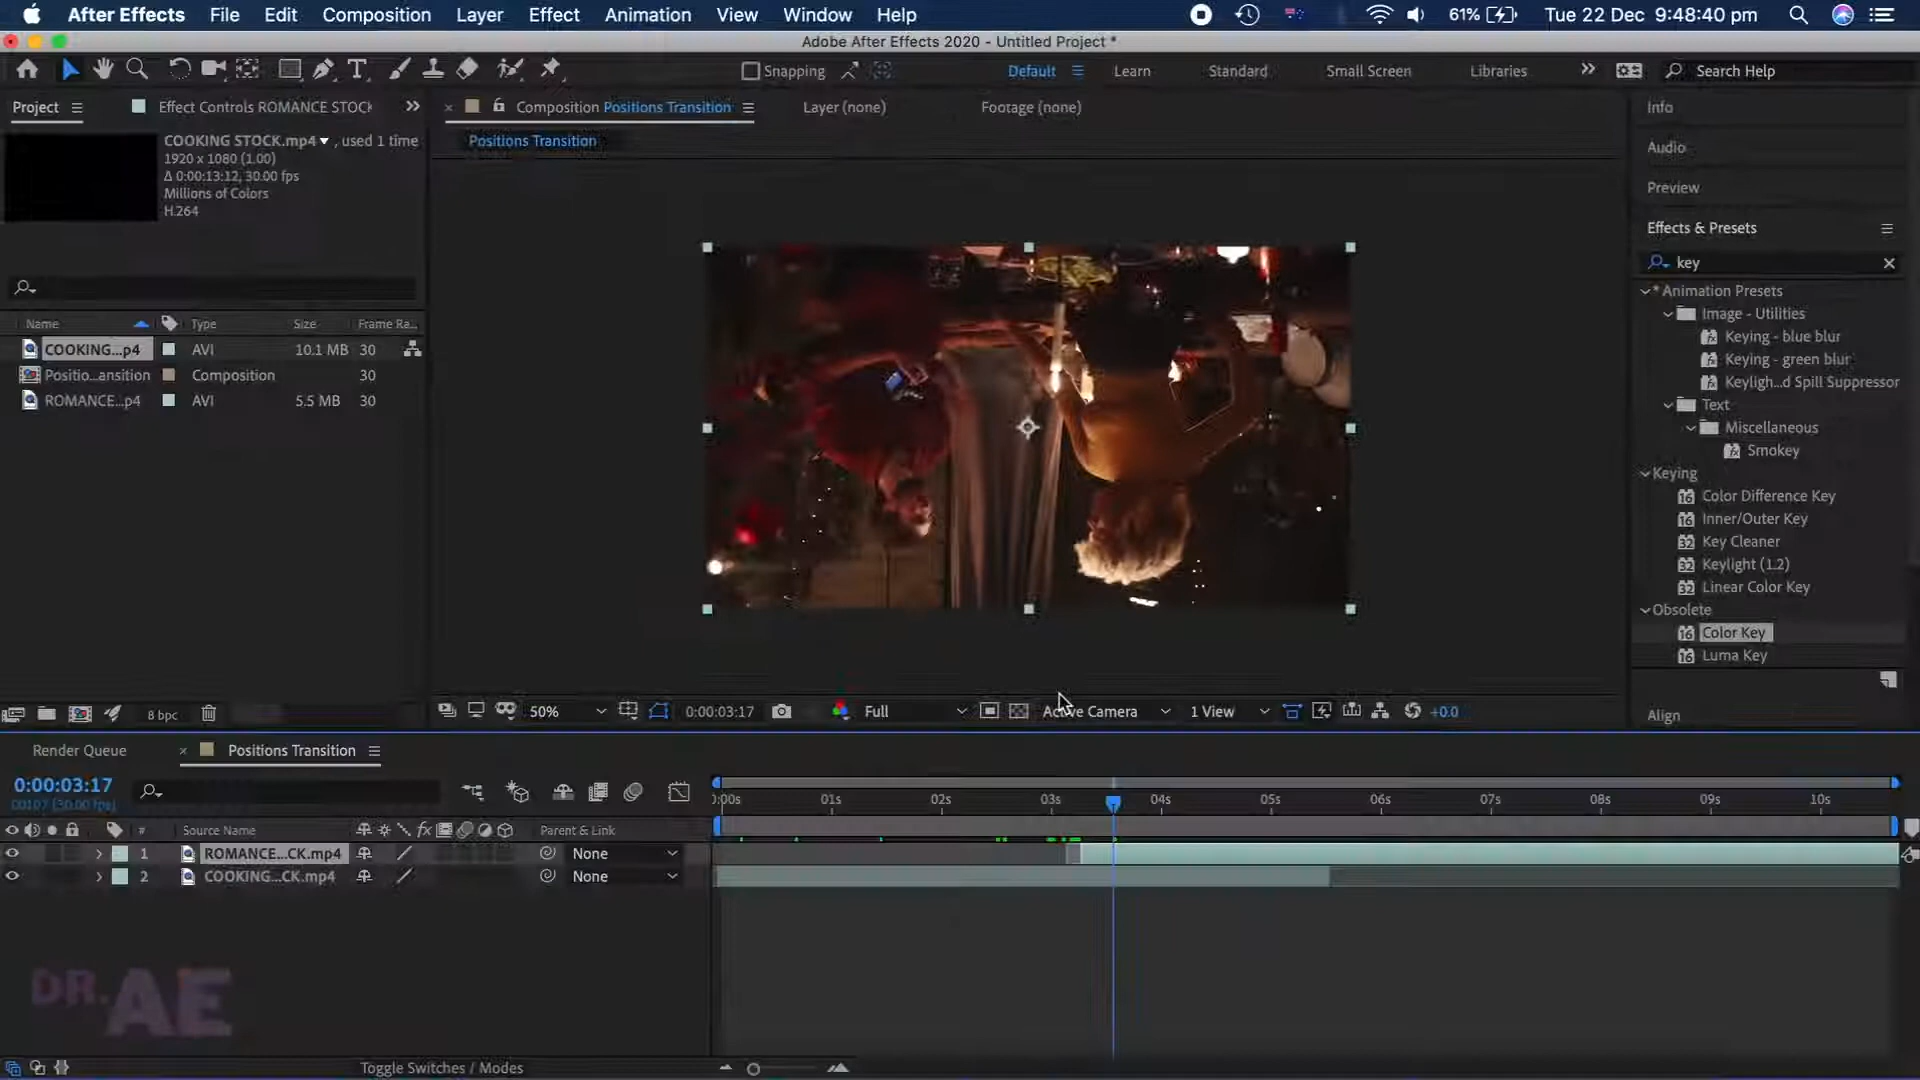 After Effects File Edit Composition Layer Effect Animation View Window Help 61% Tue 22 Dec 9:48:40 pm
Adobe After Effects 2020 - Untitled Project *
Snapping Default Learn Standard Small Screen Libraries Search Help
Project Effect Controls ROMANCE STOCK Composition Positions Transition Layer (none) Footage (none) Info
COOKING STOCK.mp4 , used 1 time Positions Transition
1920 x 1080 (1.00)
Δ 0:00:13:12, 30.00 fps
Millions of Colors
H.264
Audio
Preview
Effects & Presets
key
Name Type Size Frame Ra...
COOKING...p4 AVI 10.1 MB 30
Positio...ansition Composition 30
ROMANCE...p4 AVI 5.5 MB 30
* Animation Presets
Image - Utilities
Keying - blue blur
Keying - green blur
Keyligh...d Spill Suppressor
Text
Miscellaneous
Smokey
Keying
Color Difference Key
Inner/Outer Key
Key Cleaner
Keylight (1.2)
Linear Color Key
Obsolete
Color Key
Luma Key
Align
8 bpc 50% 0:00:03:17 Full Active Camera 1 View +0.0
Render Queue Positions Transition
0:00:03:17
00107 (30.00 fps)
):00s 01s 02s 03s 04s 05s 06s 07s 08s 09s 10s
# Source Name Parent & Link
1 ROMANCE...CK.mp4 None
2 COOKING...CK.mp4 None
DR. AE
Toggle Switches / Modes